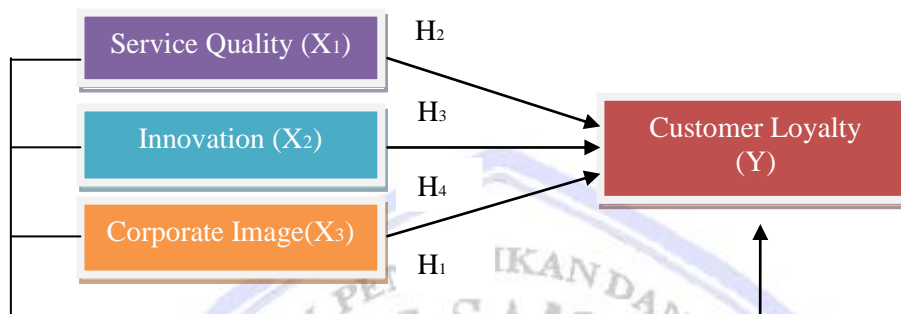 Service Quality (X₁)
H₂
Innovation (X₂)
H₃
Customer Loyalty
(Y)
H₄
Corporate Image(X₃)
H₁